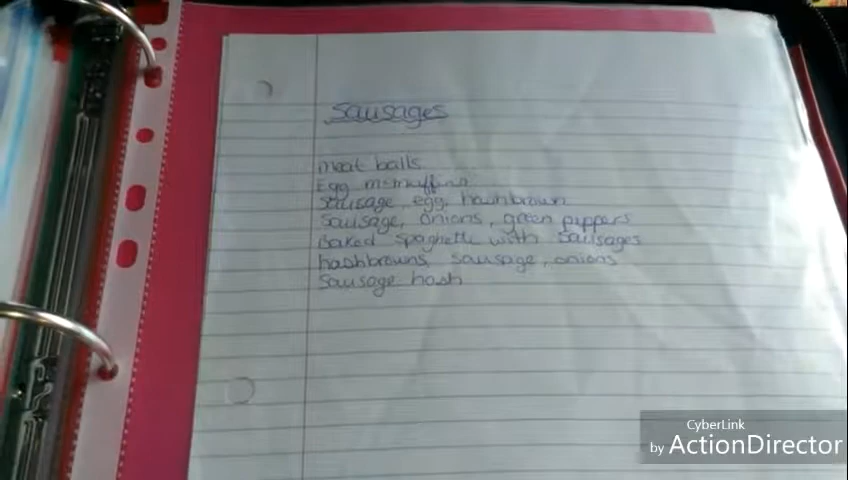 Sausages
Meat balls
Egg mcmuffins
Sausage, egg, hashbrown
Sausage, onions, green peppers
Baked spaghetti with sausages
hashbrowns, sausage, onions
Sausage hash
CyberLink
by ActionDirector